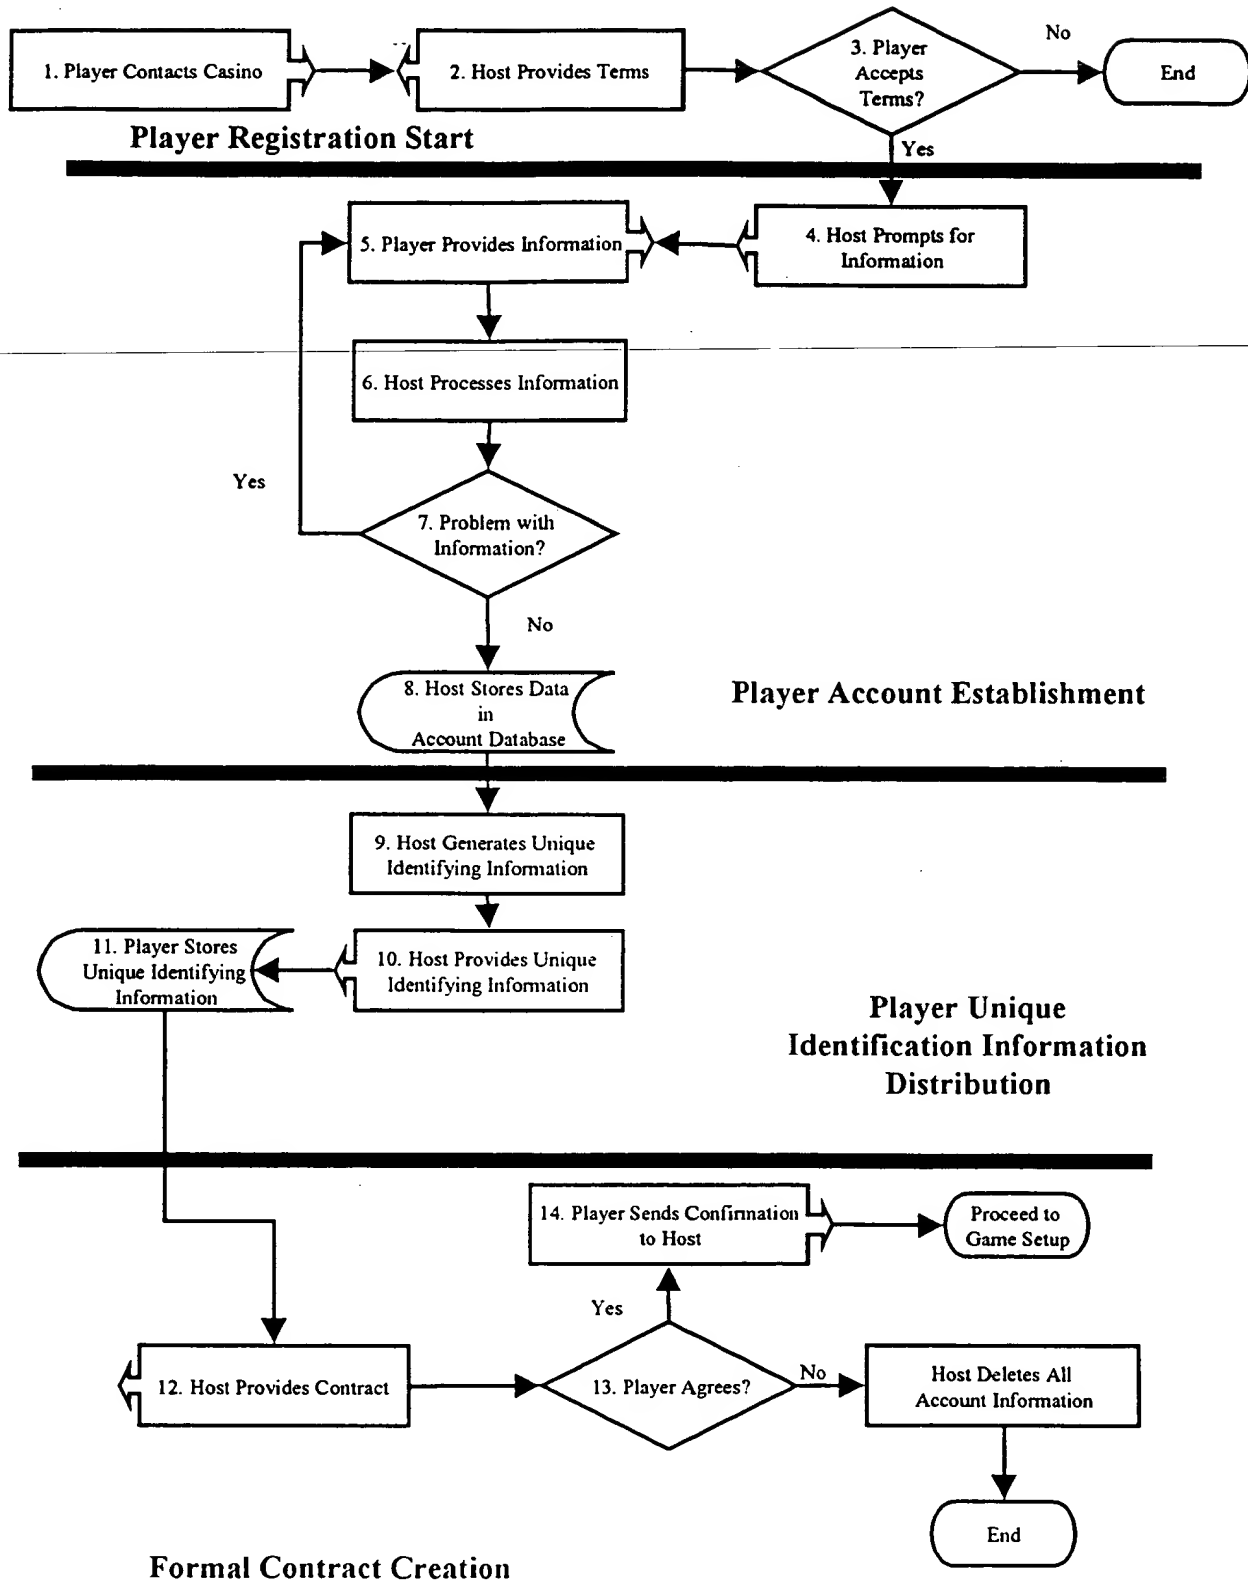 1. Player Contacts Casino
2. Host Provides Terms
3. Player
Accepts
Terms?
No
End
Player Registration Start
Yes
5. Player Provides Information
4. Host Prompts for
Information
6. Host Processes Information
Yes
7. Problem with
Information?
No
8. Host Stores Data
in
Account Database
Player Account Establishment
9. Host Generates Unique
Identifying Information
11. Player Stores
Unique Identifying
Information
10. Host Provides Unique
Identifying Information
Player Unique
Identification Information
Distribution
14. Player Sends Confirmation
to Host
Proceed to
Game Setup
Yes
12. Host Provides Contract
13. Player Agrees?
No
Host Deletes All
Account Information
End
Formal Contract Creation